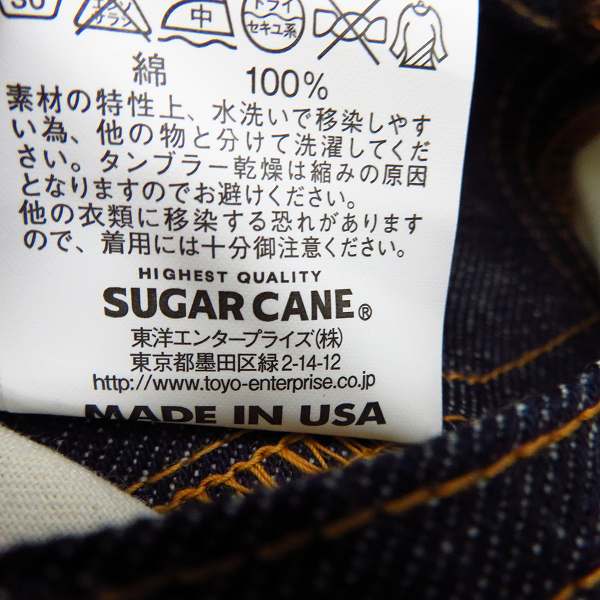 30 エンソ サラシ 中 ドライ セキユ系
綿 100%
素材の特性上、水洗いで移染しやす
い為、他の物と分けて洗濯してくだ
さい。タンブラー乾燥は縮みの原因
となりますのでお避けください。
他の衣類に移染する恐れがあります
ので、着用には十分御注意ください。
HIGHEST QUALITY
SUGAR CANE®
東洋エンタープライズ(株)
東京都墨田区緑2-14-12
http://www.toyo-enterprise.co.jp
MADE IN USA